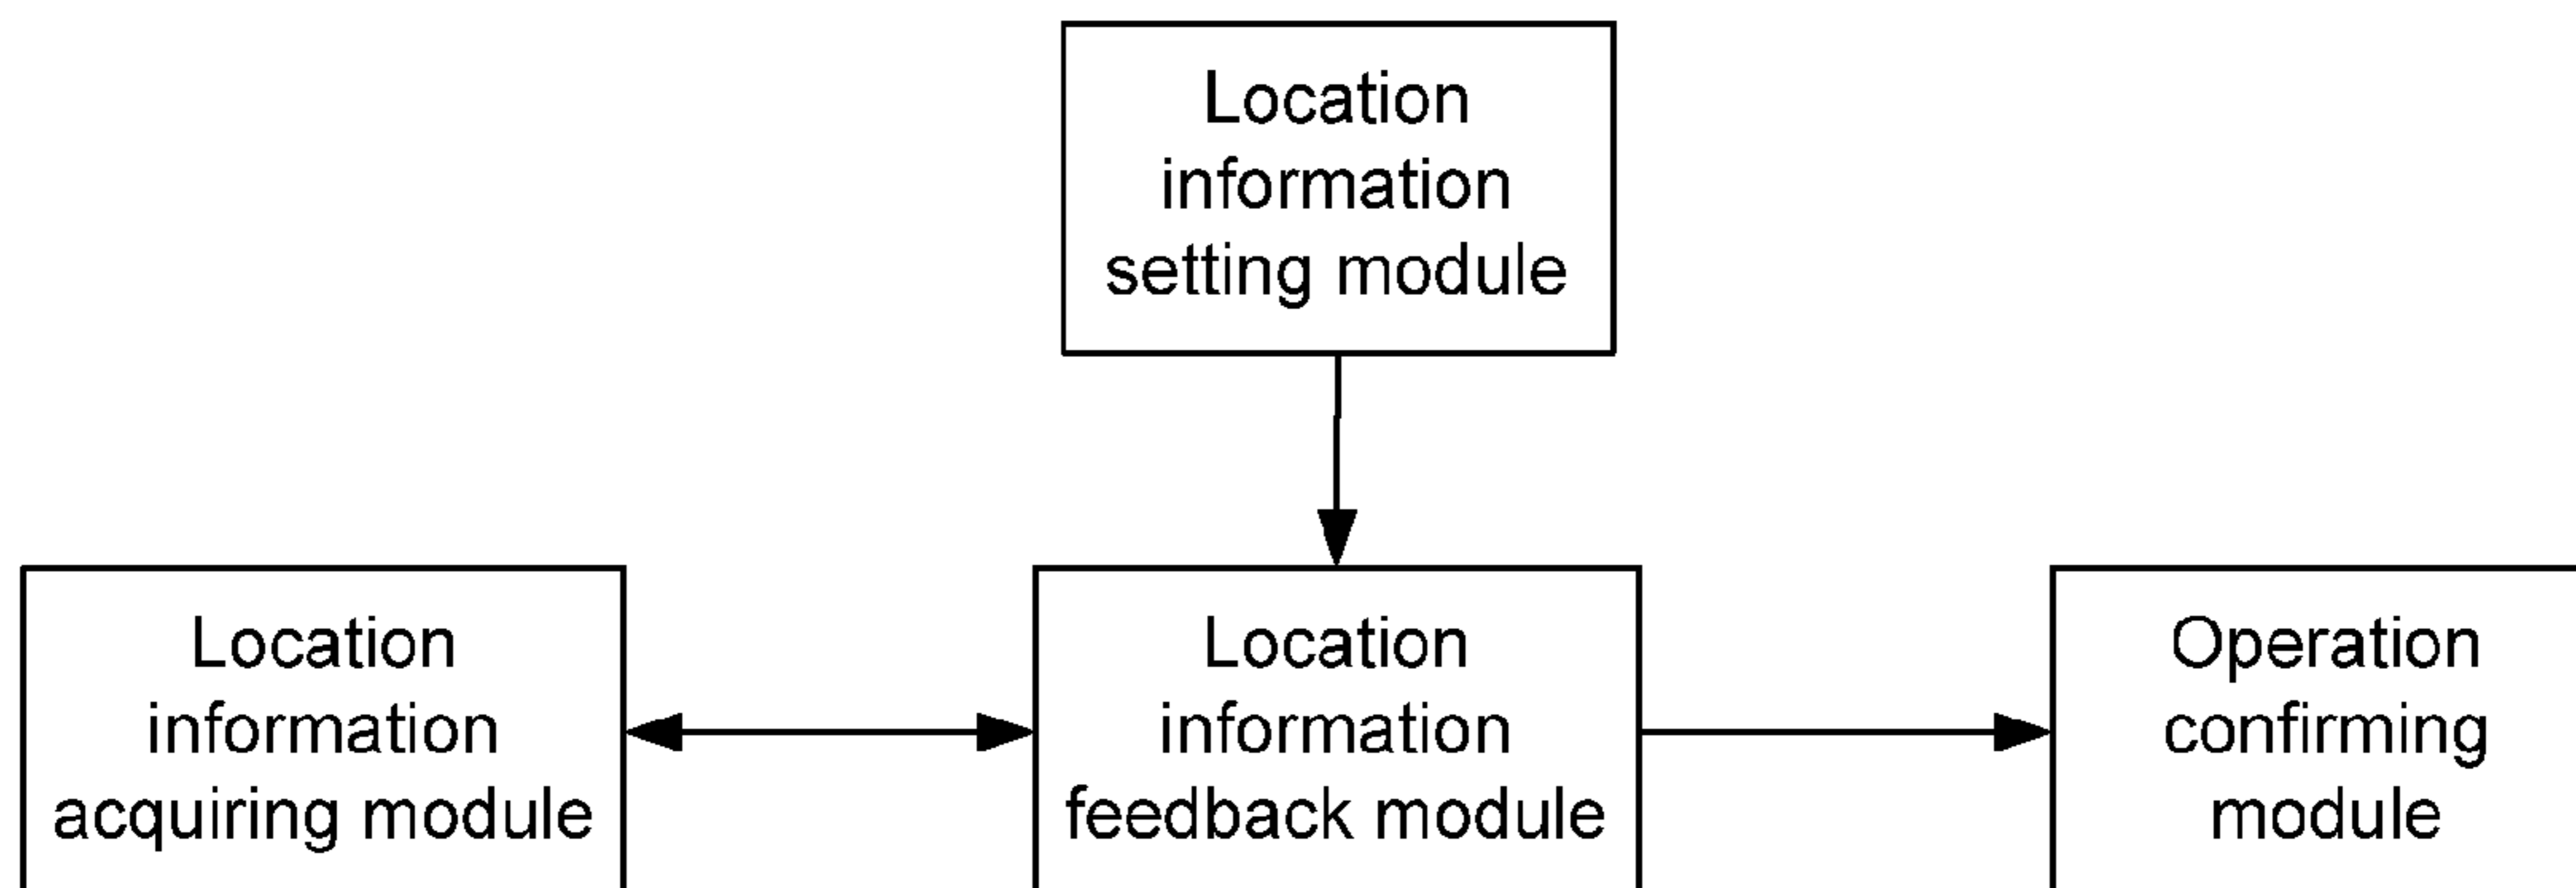 Location
information
setting module
Location
information
acquiring module
Location
information
feedback module
Operation
confirming
module